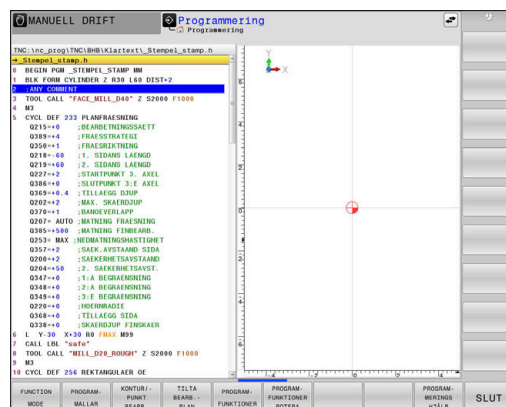 MANUELL DRIFT
Programmering
Programmering
TNC:\nc_prog\TNC\BHB\Klartext\_Stempel_stamp.h
→_Stempel_stamp.h
0 BEGIN PGM _STEMPEL_STAMP MM
1 BLK FORM CYLINDER Z R30 L60 DIST+2
2 ;ANY COMMENT
3 TOOL CALL "FACE_MILL_D40" Z S2000 F1000
4 M3
5 CYCL DEF 233 PLANFRAESNING
Q215=+0 ;BEARBETNINGSSAETT
Q389=+4 ;FRAESSTRATEGI
Q350=+1 ;FRAESRIKTNING
Q218=-60 ;1. SIDANS LAENGD
Q219=+60 ;2. SIDANS LAENGD
Q227=+2 ;STARTPUNKT 3. AXEL
Q386=+0 ;SLUTPUNKT 3:E AXEL
Q369=+0.4 ;TILLAEGG DJUP
Q202=+2 ;MAX. SKAERDJUP
Q370=+1 ;BANOEVERLAPP
Q207= AUTO ;MATNING FRAESNING
Q385=+500 ;MATNING FINBEARB.
Q253= MAX ;NEDMATNINGSHASTIGHET
Q357=+2 ;SAEK.AVSTAAND SIDA
Q200=+2 ;SAEKERHETSAVSTAAND
Q204=+50 ;2. SAEKERHETSAVST.
Q347=+0 ;1:A BEGRAENSNING
Q348=+0 ;2:A BEGRAENSNING
Q349=+0 ;3:E BEGRAENSNING
Q220=+0 ;HOERNRADIE
Q368=+0 ;TILLAEGG SIDA
Q338=+0 ;SKAERDJUP FINSKAER
6 L Y-30 X+30 R0 FMAX M99
7 CALL LBL "safe"
8 TOOL CALL "MILL_D20_ROUGH" Z S2000 F1000
9 M3
10 CYCL DEF 256 REKTANGULAER OE
Y
X
FUNCTION MODE
PROGRAM- MALLAR
KONTUR/- PUNKT BEARB.
TILTA BEARB.- PLAN
PROGRAM- FUNKTIONER
PROGRAM- FUNKTIONER ROTERA
PROGRAM- MERINGS HJÄLP
SLUT